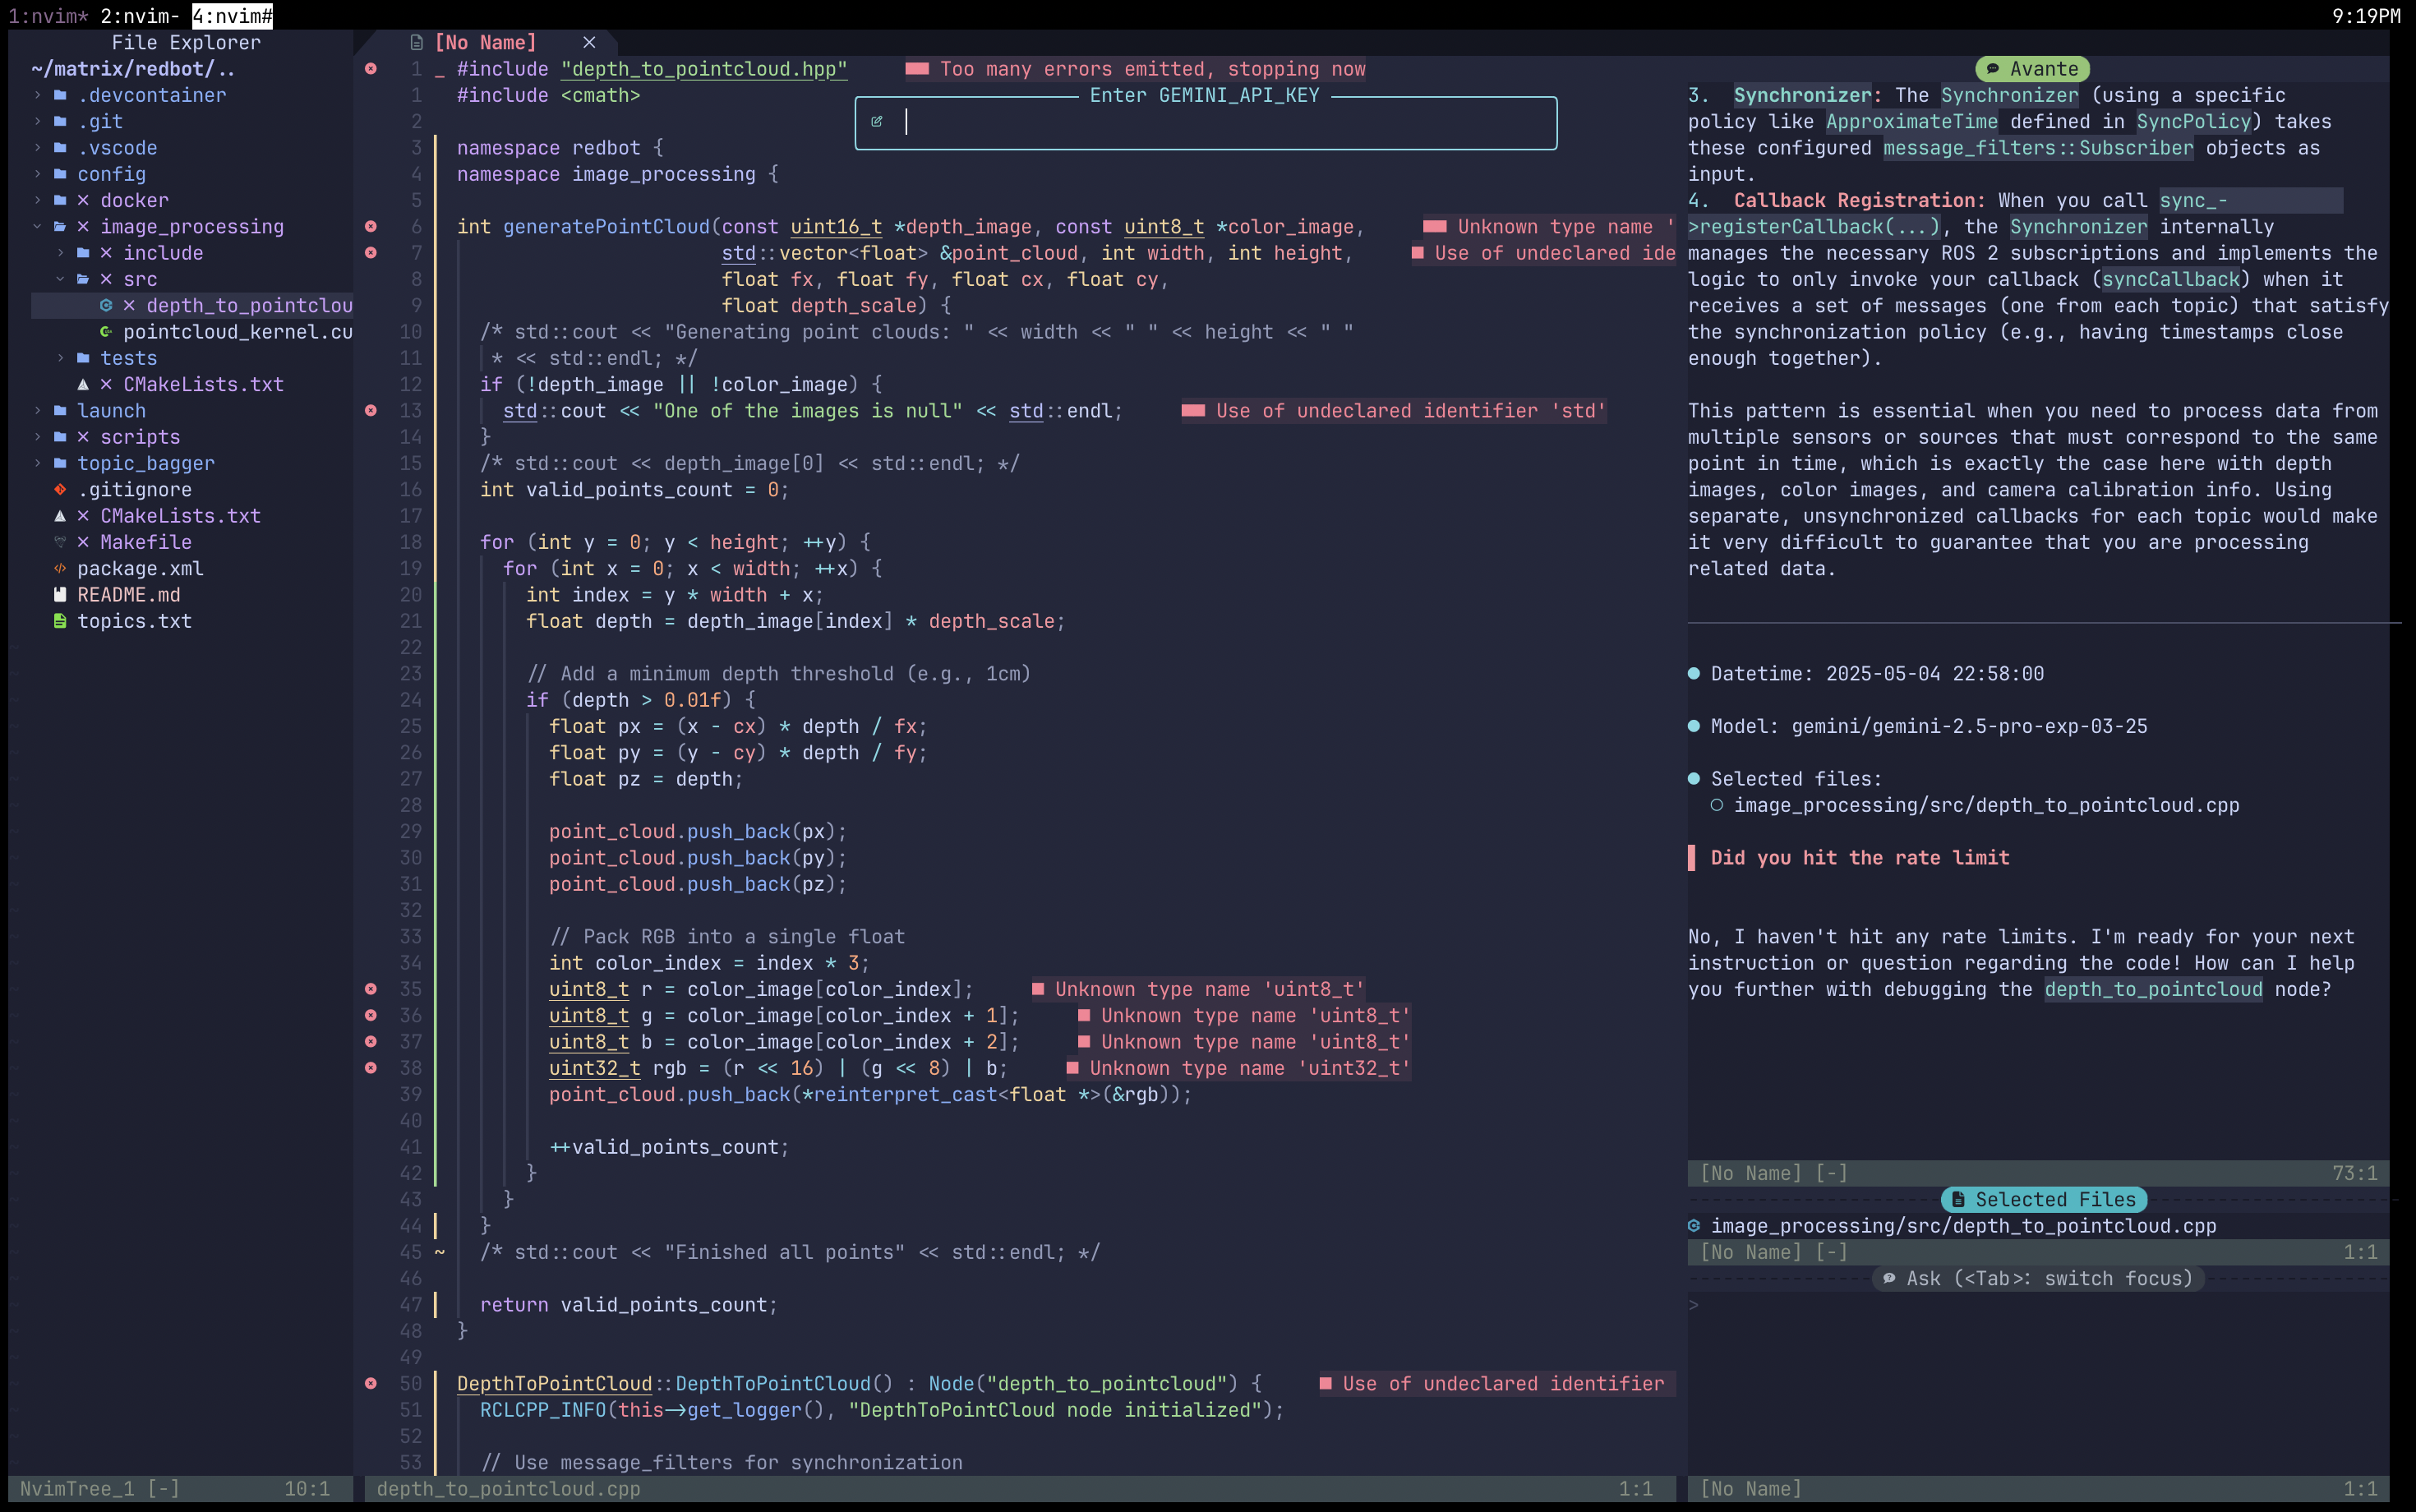 1:nvim* 2:nvim- 4:nvim# 9:19PM
File Explorer
~/matrix/redbot/..
.devcontainer
.git
.vscode
config
docker
image_processing
include
src
depth_to_pointclou
pointcloud_kernel.cu
tests
CMakeLists.txt
launch
scripts
topic_bagger
.gitignore
CMakeLists.txt
Makefile
package.xml
README.md
topics.txt
NvimTree_1 [-] 10:1
[No Name]
1 _ #include "depth_to_pointcloud.hpp" Too many errors emitted, stopping now
1 #include <cmath>
2
3 namespace redbot {
4 namespace image_processing {
5
6 int generatePointCloud(const uint16_t *depth_image, const uint8_t *color_image, Unknown type name '
7 std::vector<float> &point_cloud, int width, int height, Use of undeclared ide
8 float fx, float fy, float cx, float cy,
9 float depth_scale) {
10 /* std::cout << "Generating point clouds: " << width << " " << height << " "
11 * << std::endl; */
12 if (!depth_image || !color_image) {
13 std::cout << "One of the images is null" << std::endl; Use of undeclared identifier 'std'
14 }
15 /* std::cout << depth_image[0] << std::endl; */
16 int valid_points_count = 0;
17
18 for (int y = 0; y < height; ++y) {
19 for (int x = 0; x < width; ++x) {
20 int index = y * width + x;
21 float depth = depth_image[index] * depth_scale;
22
23 // Add a minimum depth threshold (e.g., 1cm)
24 if (depth > 0.01f) {
25 float px = (x - cx) * depth / fx;
26 float py = (y - cy) * depth / fy;
27 float pz = depth;
28
29 point_cloud.push_back(px);
30 point_cloud.push_back(py);
31 point_cloud.push_back(pz);
32
33 // Pack RGB into a single float
34 int color_index = index * 3;
35 uint8_t r = color_image[color_index]; Unknown type name 'uint8_t'
36 uint8_t g = color_image[color_index + 1]; Unknown type name 'uint8_t'
37 uint8_t b = color_image[color_index + 2]; Unknown type name 'uint8_t'
38 uint32_t rgb = (r << 16) | (g << 8) | b; Unknown type name 'uint32_t'
39 point_cloud.push_back(*reinterpret_cast<float *>(&rgb));
40
41 ++valid_points_count;
42 }
43 }
44 }
45 ~ /* std::cout << "Finished all points" << std::endl; */
46
47 return valid_points_count;
48 }
49
50 DepthToPointCloud::DepthToPointCloud() : Node("depth_to_pointcloud") { Use of undeclared identifier
51 RCLCPP_INFO(this->get_logger(), "DepthToPointCloud node initialized");
52
53 // Use message_filters for synchronization
depth_to_pointcloud.cpp 1:1
Enter GEMINI_API_KEY
Avante
3. Synchronizer: The Synchronizer (using a specific
policy like ApproximateTime defined in SyncPolicy) takes
these configured message_filters::Subscriber objects as
input.
4. Callback Registration: When you call sync_-
>registerCallback(...), the Synchronizer internally
manages the necessary ROS 2 subscriptions and implements the
logic to only invoke your callback (syncCallback) when it
receives a set of messages (one from each topic) that satisfy
the synchronization policy (e.g., having timestamps close
enough together).
This pattern is essential when you need to process data from
multiple sensors or sources that must correspond to the same
point in time, which is exactly the case here with depth
images, color images, and camera calibration info. Using
separate, unsynchronized callbacks for each topic would make
it very difficult to guarantee that you are processing
related data.
Datetime: 2025-05-04 22:58:00
Model: gemini/gemini-2.5-pro-exp-03-25
Selected files:
image_processing/src/depth_to_pointcloud.cpp
Did you hit the rate limit
No, I haven't hit any rate limits. I'm ready for your next
instruction or question regarding the code! How can I help
you further with debugging the depth_to_pointcloud node?
[No Name] [-] 73:1
Selected Files
image_processing/src/depth_to_pointcloud.cpp
[No Name] [-] 1:1
Ask (<Tab>: switch focus)
>
[No Name] 1:1